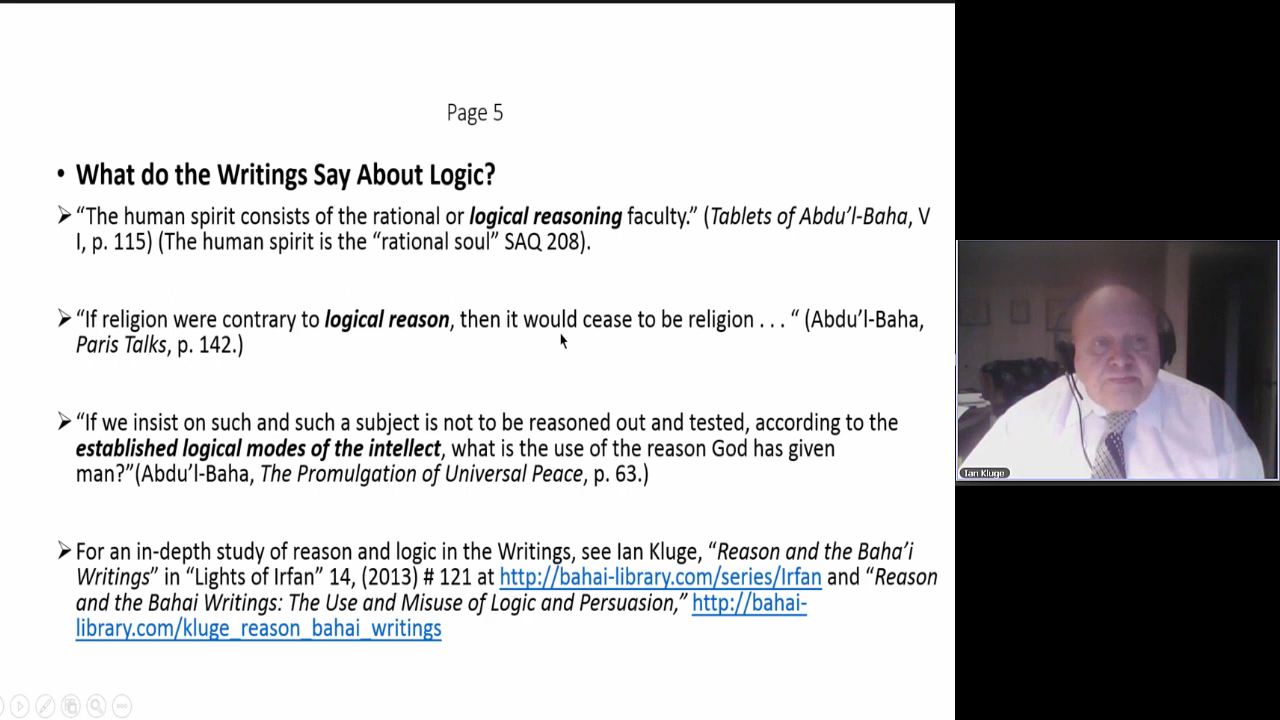 Page 5
• What do the Writings Say About Logic?
➢ “The human spirit consists of the rational or logical reasoning faculty.” (Tablets of Abdu’l-Baha, V
I, p. 115) (The human spirit is the “rational soul” SAQ 208).
➢ “If religion were contrary to logical reason, then it would cease to be religion . . . “ (Abdu’l-Baha,
Paris Talks, p. 142.)
➢ “If we insist on such and such a subject is not to be reasoned out and tested, according to the
established logical modes of the intellect, what is the use of the reason God has given
man?”(Abdu’l-Baha, The Promulgation of Universal Peace, p. 63.)
➢ For an in-depth study of reason and logic in the Writings, see Ian Kluge, “Reason and the Baha’i
Writings” in “Lights of Irfan” 14, (2013) # 121 at http://bahai-library.com/series/Irfan and “Reason
and the Bahai Writings: The Use and Misuse of Logic and Persuasion,” http://bahai-
library.com/kluge_reason_bahai_writings
Ian Kluge